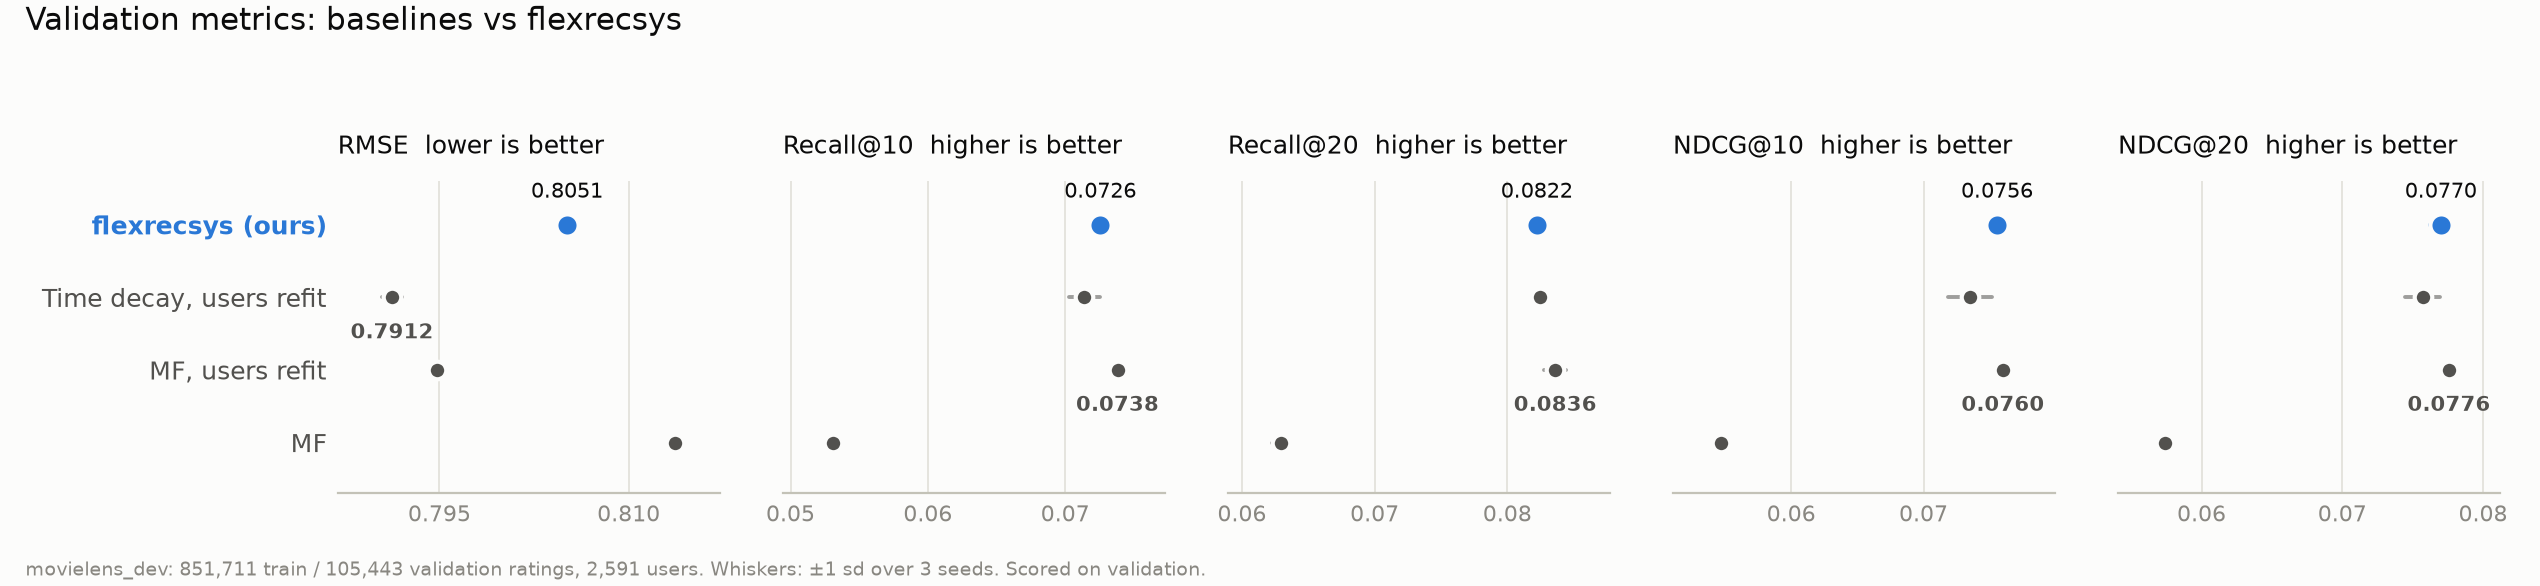 Validation metrics: baselines vs flexrecsys
RMSE  lower is better
Recall@10  higher is better
Recall@20  higher is better
NDCG@10  higher is better
NDCG@20  higher is better
0.8051
0.0726
0.0822
0.0756
0.0770
flexrecsys (ours)
Time decay, users refit
0.7912
MF, users refit
0.0738
0.0836
0.0760
0.0776
MF
0.795
0.810
0.05
0.06
0.07
0.06
0.07
0.08
0.06
0.07
0.06
0.07
0.08
movielens_dev: 851,711 train / 105,443 validation ratings, 2,591 users. Whiskers: ±1 sd over 3 seeds. Scored on validation.